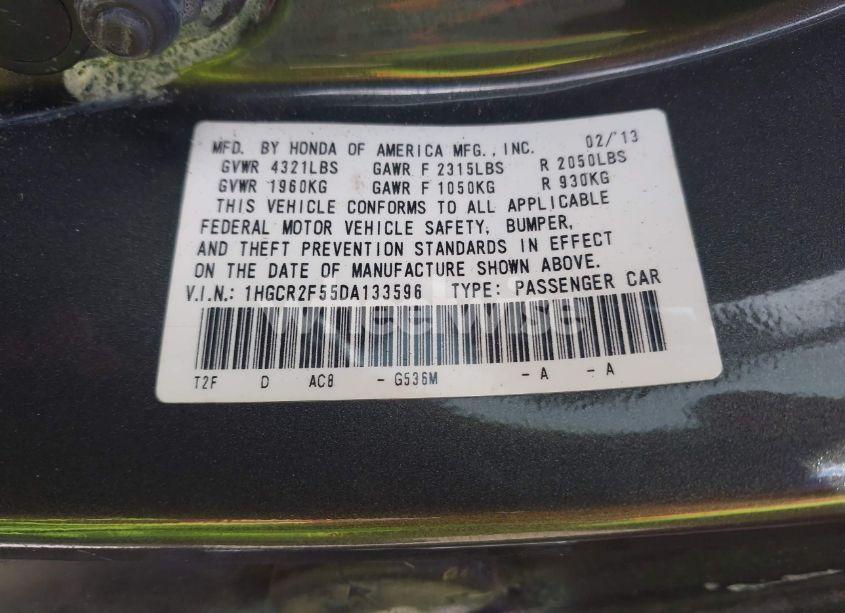 MFD. BY HONDA OF AMERICA MFG., INC. 02/'13
GVWR 4321LBS GAWR F 2315LBS R 2050LBS
GVWR 1960KG GAWR F 1050KG R 930KG
THIS VEHICLE CONFORMS TO ALL APPLICABLE
FEDERAL MOTOR VEHICLE SAFETY, BUMPER,
AND THEFT PREVENTION STANDARDS IN EFFECT
ON THE DATE OF MANUFACTURE SHOWN ABOVE.
V.I.N.: 1HGCR2F55DA133596 TYPE: PASSENGER CAR
WheelWise
T2F D AC8 - G536M - A - A